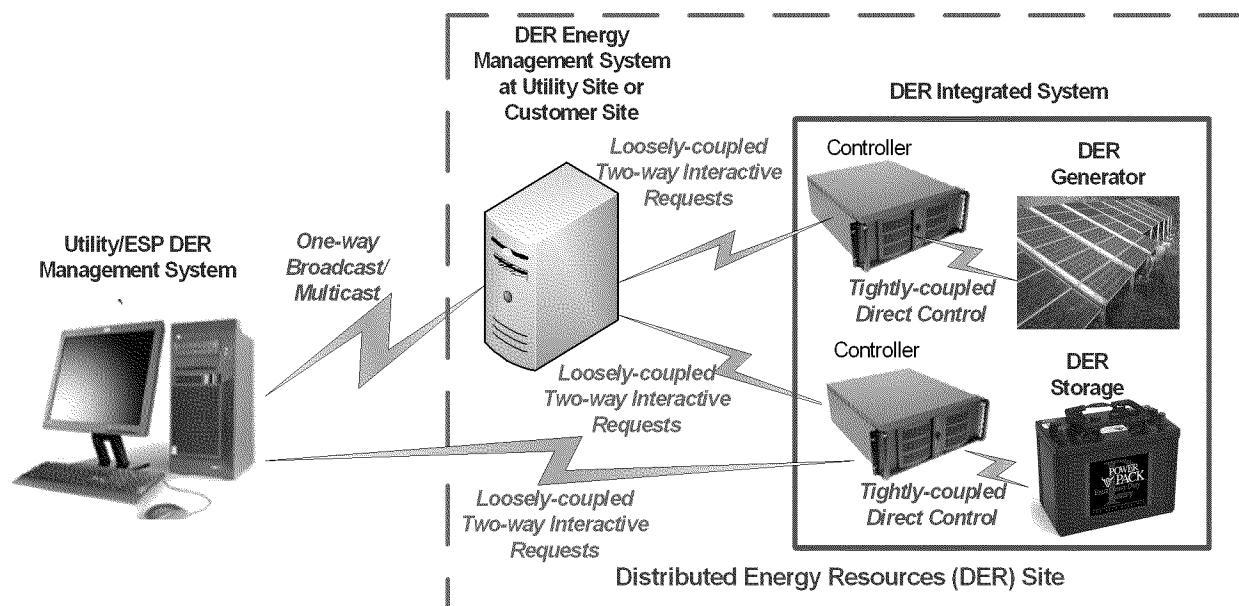 DER Energy
Management System
at Utility Site or
Customer Site
DER Integrated System
Loosely-coupled
Two-way Interactive
Requests
Controller
DER
Generator
Utility/ESP DER
Management System
One-way
Broadcast/
Multicast
Tightly-coupled
Direct Control
Controller
DER
Storage
Loosely-coupled
Two-way Interactive
Requests
POWER
PACK
Tightly-coupled
Direct Control
Loosely-coupled
Two-way Interactive
Requests
Distributed Energy Resources (DER) Site